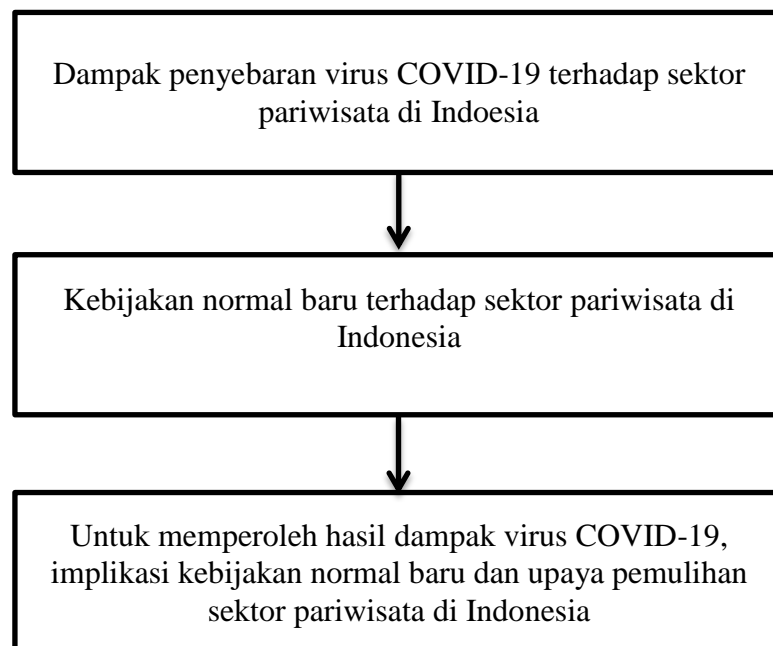 Dampak penyebaran virus COVID-19 terhadap sektor
pariwisata di Indoesia
Kebijakan normal baru terhadap sektor pariwisata di
Indonesia
Untuk memperoleh hasil dampak virus COVID-19,
implikasi kebijakan normal baru dan upaya pemulihan
sektor pariwisata di Indonesia